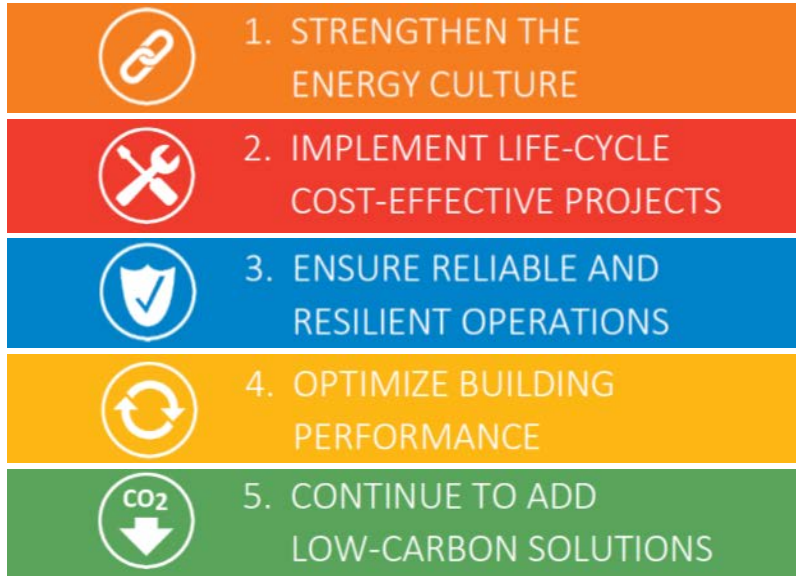 1. STRENGTHEN THE
ENERGY CULTURE
2. IMPLEMENT LIFE-CYCLE
COST-EFFECTIVE PROJECTS
3. ENSURE RELIABLE AND
RESILIENT OPERATIONS
4. OPTIMIZE BUILDING
PERFORMANCE
CO2
5. CONTINUE TO ADD
LOW-CARBON SOLUTIONS